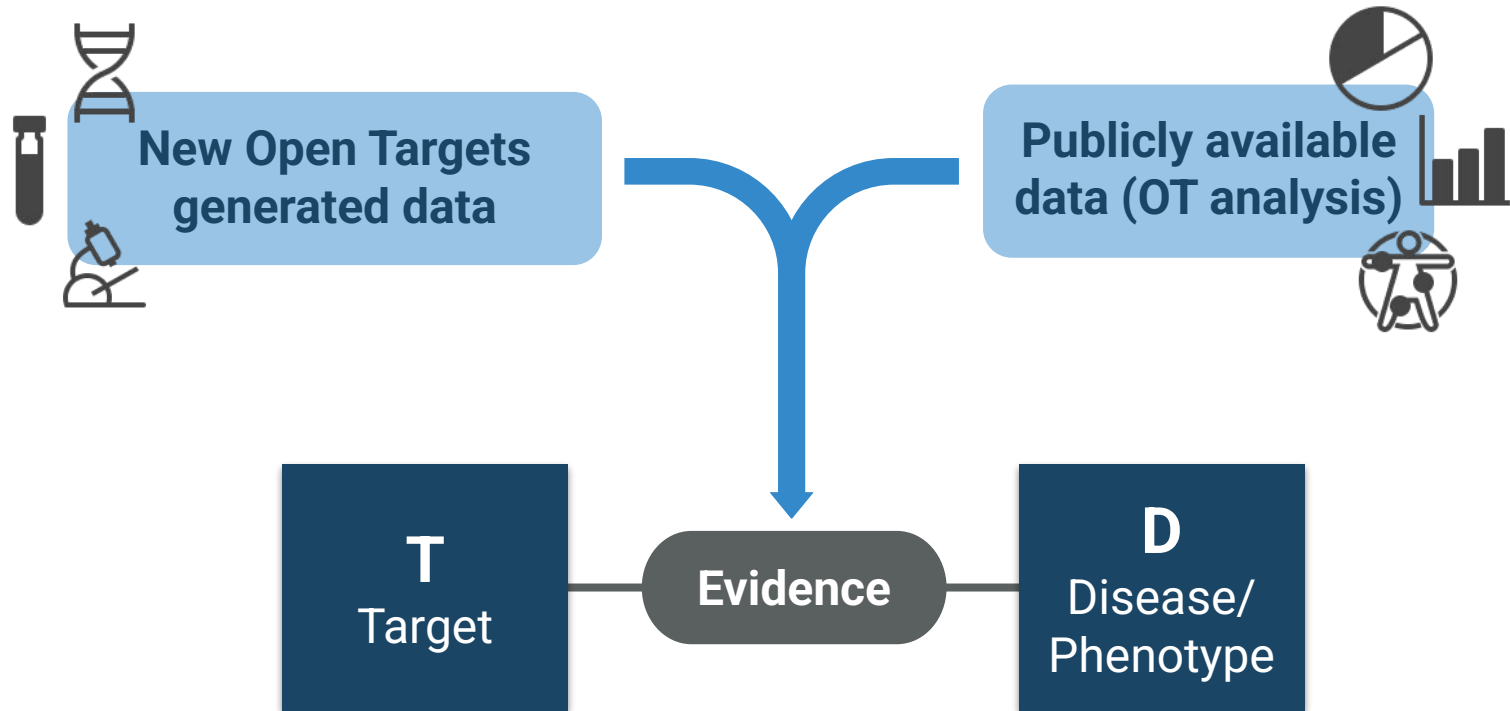 New Open Targets
generated data
Publicly available
data (OT analysis)
T
Target
Evidence
D
Disease/
Phenotype